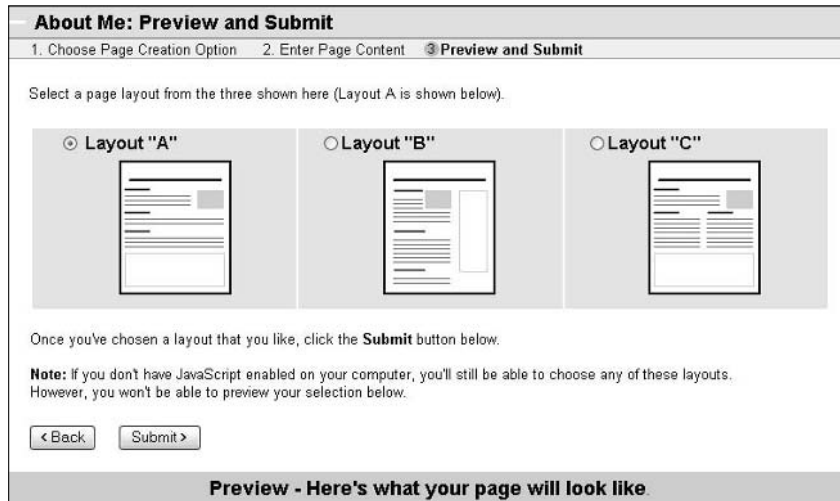 About Me: Preview and Submit
1. Choose Page Creation Option 2. Enter Page Content 3 Preview and Submit
Select a page layout from the three shown here (Layout A is shown below).
Layout "A" Layout "B" Layout "C"
Once you've chosen a layout that you like, click the Submit button below.
Note: If you don't have JavaScript enabled on your computer, you'll still be able to choose any of these layouts.
However, you won't be able to preview your selection below.
< Back Submit >
Preview - Here's what your page will look like.